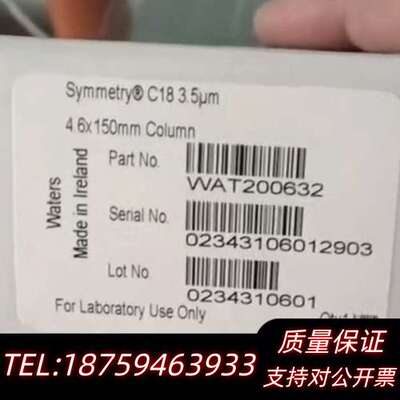 Symmetry® C18 3.5µm
4.6x150mm Column
Part No.
WAT200632
Serial No.
02343106012903
Lot No
0234310601
Waters
Made in Ireland
For Laboratory Use Only
TEL:18759463933
质量保证
支持对公开票